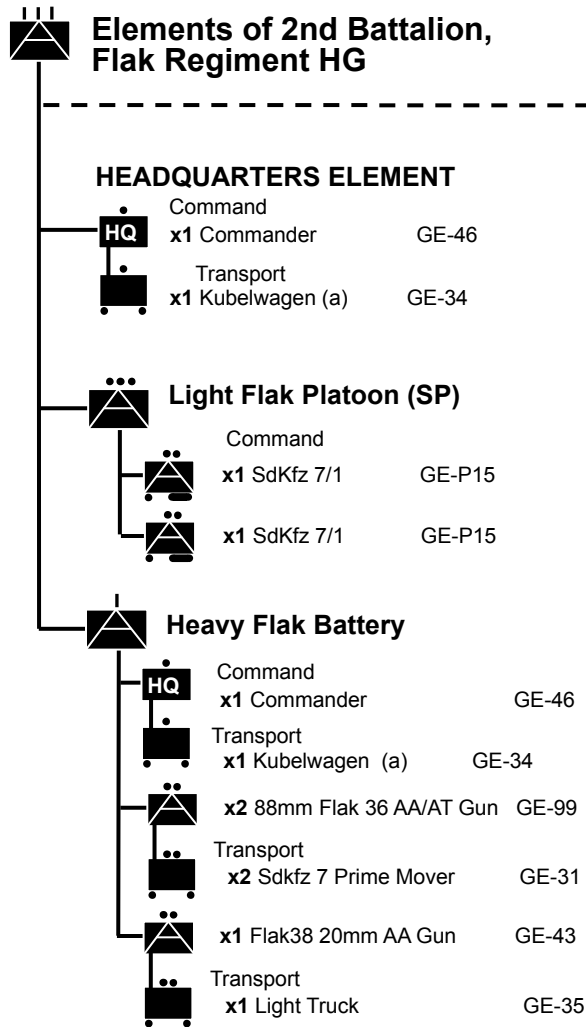 Elements of 2nd Battalion,
Flak Regiment HG
HEADQUARTERS ELEMENT
Command
HQ x1 Commander GE-46
Transport
x1 Kubelwagen (a) GE-34
Light Flak Platoon (SP)
Command
x1 SdKfz 7/1 GE-P15
x1 SdKfz 7/1 GE-P15
Heavy Flak Battery
Command
HQ x1 Commander GE-46
Transport
x1 Kubelwagen (a) GE-34
x2 88mm Flak 36 AA/AT Gun GE-99
Transport
x2 Sdkfz 7 Prime Mover GE-31
x1 Flak38 20mm AA Gun GE-43
Transport
x1 Light Truck GE-35